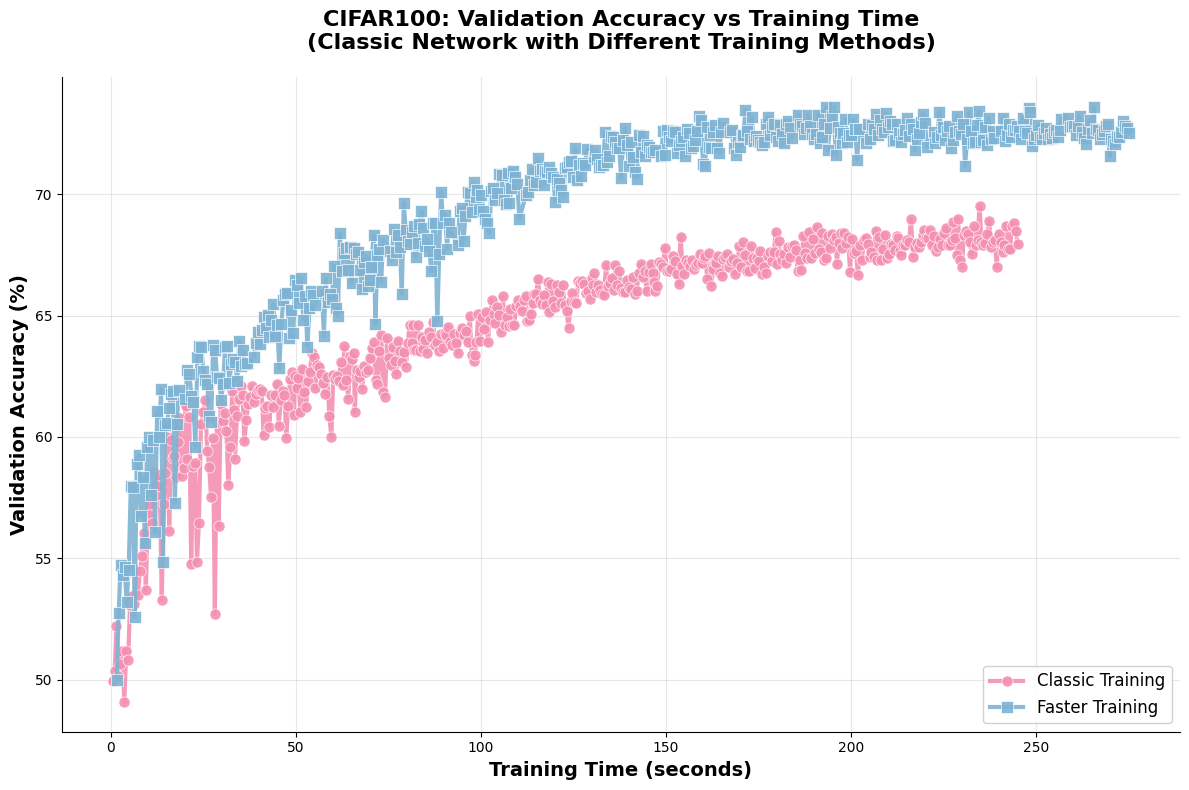 CIFAR100: Validation Accuracy vs Training Time
(Classic Network with Different Training Methods)
Validation Accuracy (%)
70
65
60
55
50
0
50
100
150
200
250
Training Time (seconds)
Classic Training
Faster Training